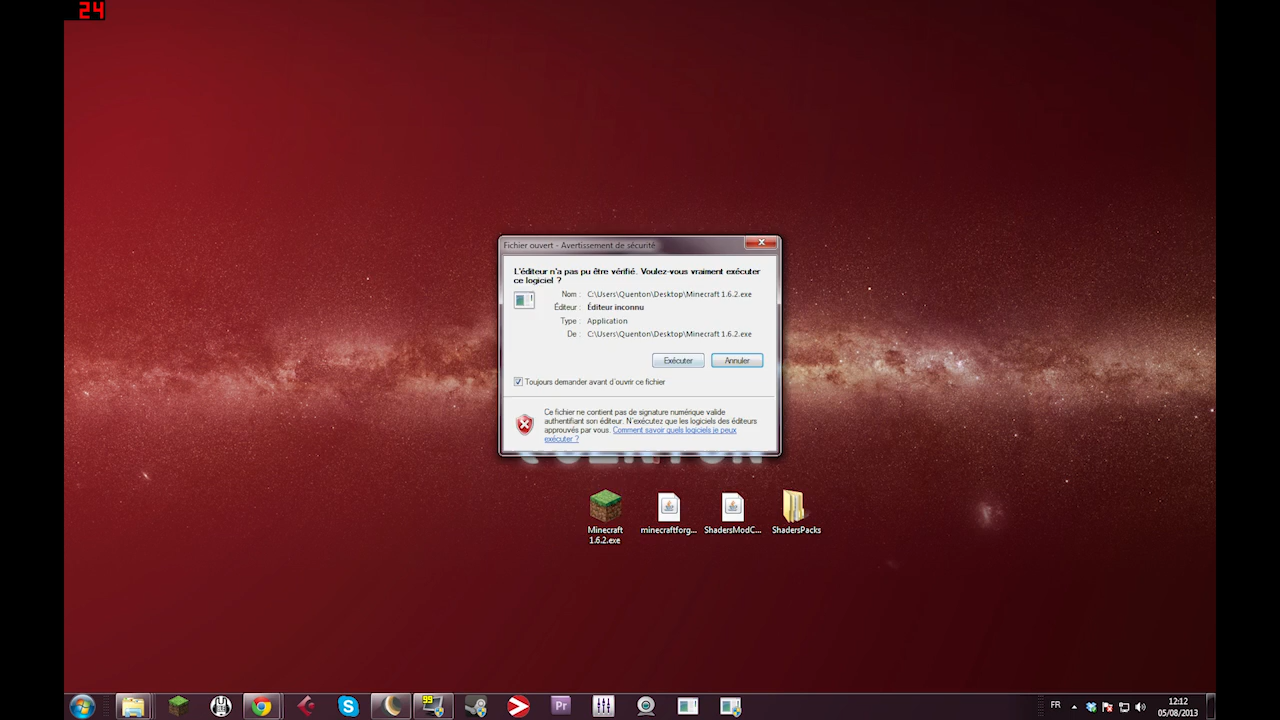 24
Fichier ouvert - Avertissement de sécurité
L'éditeur n'a pas pu être vérifié. Voulez-vous vraiment exécuter
ce logiciel ?
Nom : C:\Users\Quenton\Desktop\Minecraft 1.6.2.exe
Éditeur : Éditeur inconnu
Type : Application
De : C:\Users\Quenton\Desktop\Minecraft 1.6.2.exe
Exécuter Annuler
Toujours demander avant d'ouvrir ce fichier
Ce fichier ne contient pas de signature numérique valide
authentifiant son éditeur. N'exécutez que les logiciels des éditeurs
approuvés par vous. Comment savoir quels logiciels je peux
exécuter ?
Minecraft
1.6.2.exe
minecraftforg...
ShadersModC...
ShadersPacks
99
Pr
FR
12:12
05/08/2013